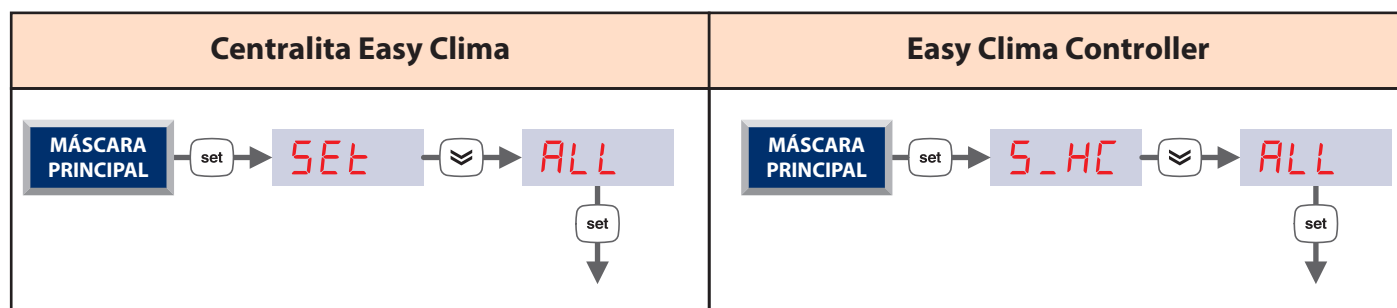 Centralita Easy Clima
Easy Clima Controller
MÁSCARA
PRINCIPAL
set
SEt
ALL
set
MÁSCARA
PRINCIPAL
set
S_HC
ALL
set